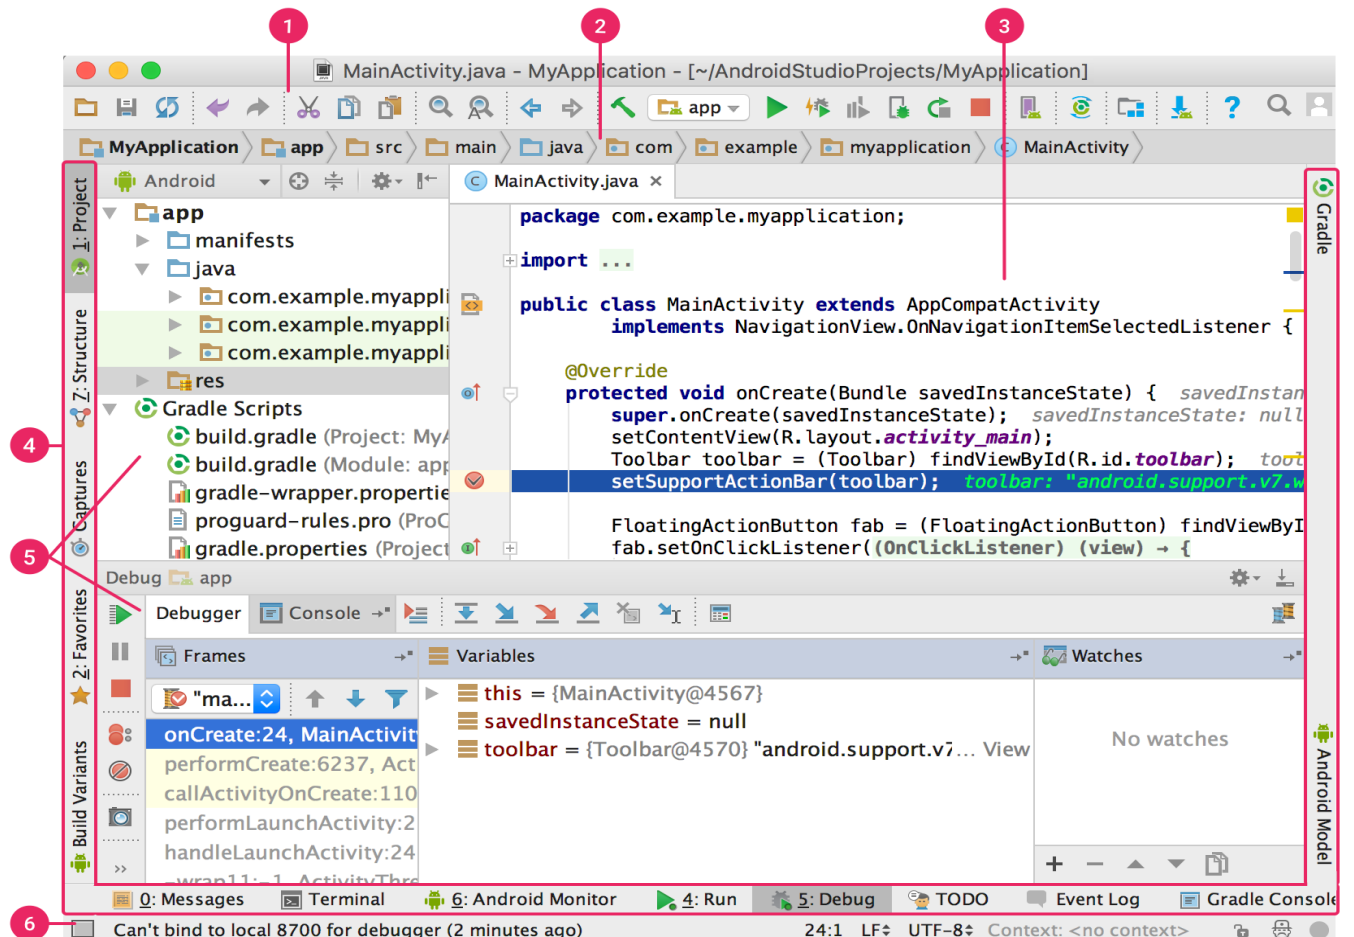 1 2 3
MainActivity.java - MyApplication - [~/AndroidStudioProjects/MyApplication]
app ?
MyApplication app src main java com example myapplication C MainActivity
1: Project
Z: Structure
Captures
2: Favorites
Build Variants
4
5
6
Android
app
manifests
java
com.example.myappli
com.example.myappli
com.example.myappli
res
Gradle Scripts
build.gradle (Project: MyA
build.gradle (Module: app
gradle-wrapper.propertie
proguard-rules.pro (ProC
gradle.properties (Project
C MainActivity.java ×
package com.example.myapplication;
import ...
public class MainActivity extends AppCompatActivity
implements NavigationView.OnNavigationItemSelectedListener {
@Override
protected void onCreate(Bundle savedInstanceState) { savedInstan
super.onCreate(savedInstanceState); savedInstanceState: null
setContentView(R.layout.activity_main);
Toolbar toolbar = (Toolbar) findViewById(R.id.toolbar); tool
setSupportActionBar(toolbar); toolbar: "android.support.v7.w
FloatingActionButton fab = (FloatingActionButton) findViewByI
fab.setOnClickListener((OnClickListener) (view) → {
Gradle
Android Model
Debug app
Debugger Console
Frames
"ma...
onCreate:24, MainActivit
performCreate:6237, Act
callActivityOnCreate:110
performLaunchActivity:2
handleLaunchActivity:24
-wrap11:-1, ActivityThre
Variables
this = {MainActivity@4567}
savedInstanceState = null
toolbar = {Toolbar@4570} "android.support.v7... View
Watches
No watches
0: Messages Terminal 6: Android Monitor 4: Run 5: Debug TODO Event Log Gradle Console
Can't bind to local 8700 for debugger (2 minutes ago) 24:1 LF UTF-8 Context: <no context>